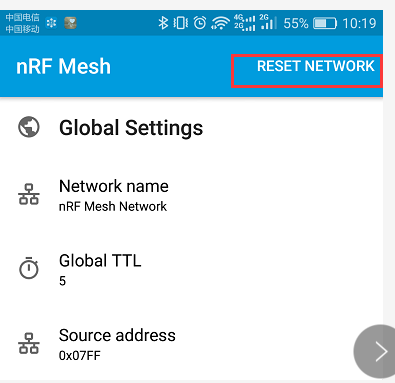 中国电信
中国移动
4G 2G 2G 55% 10:19
nRF Mesh RESET NETWORK
Global Settings
Network name
nRF Mesh Network
Global TTL
5
Source address
0x07FF